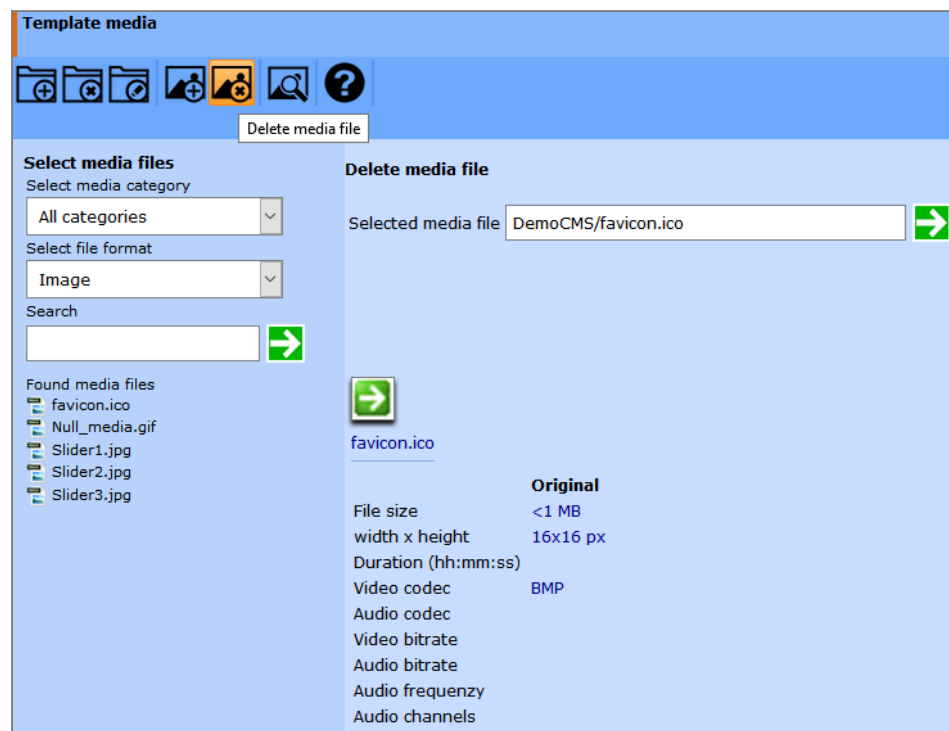 Template media
Delete media file
Select media files
Select media category
All categories
Select file format
Image
Search
Found media files
favicon.ico
Null_media.gif
Slider1.jpg
Slider2.jpg
Slider3.jpg
Delete media file
Selected media file DemoCMS/favicon.ico
favicon.ico
Original
File size <1 MB
width x height 16x16 px
Duration (hh:mm:ss)
Video codec BMP
Audio codec
Video bitrate
Audio bitrate
Audio frequenzy
Audio channels